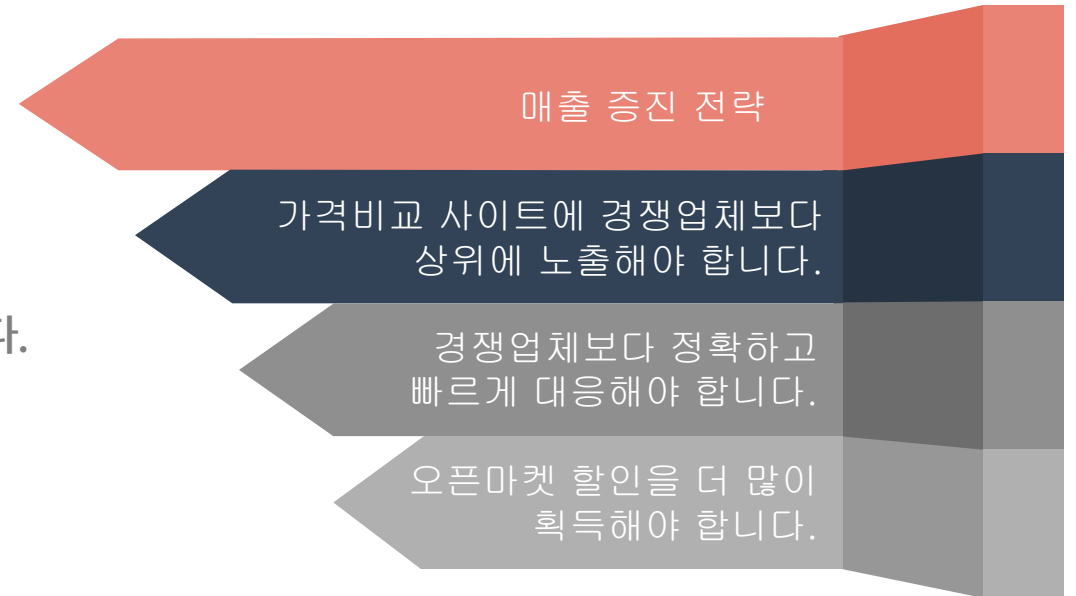 매출 증진 전략
가격비교 사이트에 경쟁업체보다
상위에 노출해야 합니다.
다.
경쟁업체보다 정확하고
빠르게 대응해야 합니다.
오픈마켓 할인을 더 많이
획득해야 합니다.